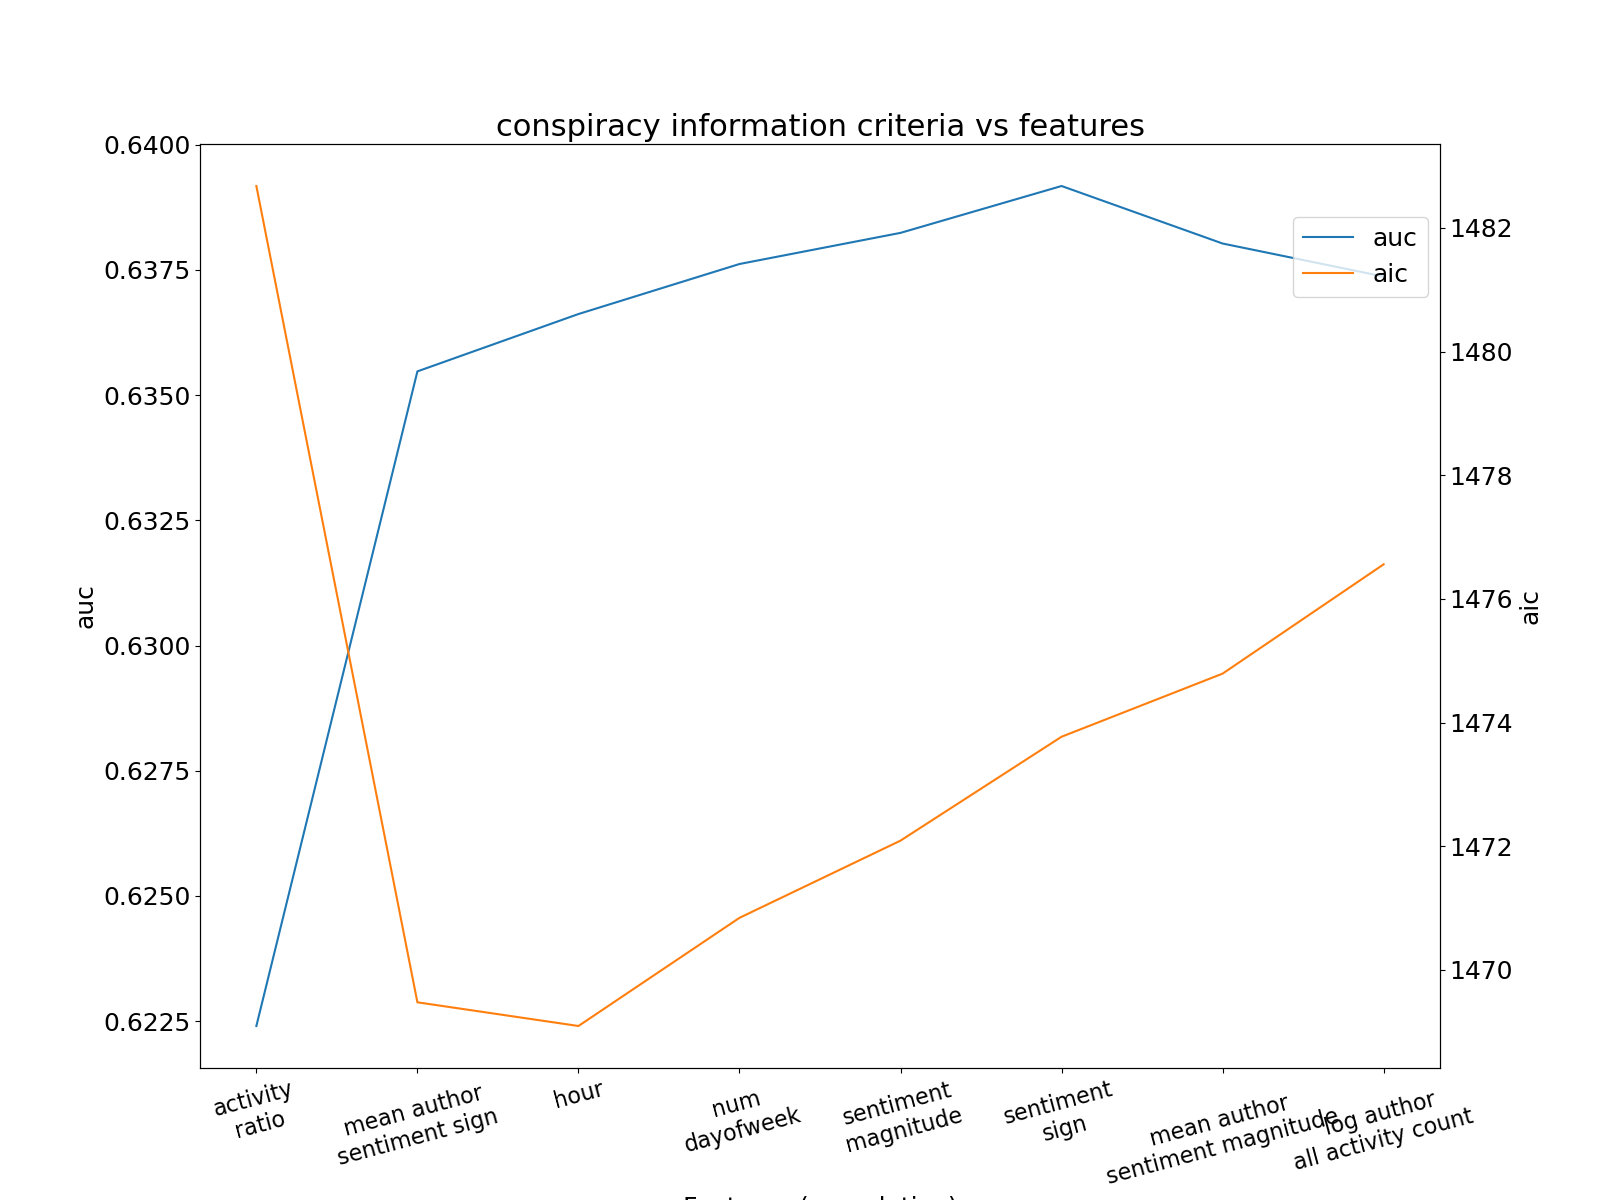 conspiracy information criteria vs features
0.6400
0.6375
0.6350
0.6325
0.6300
0.6275
0.6250
0.6225
auc
1482
1480
1478
1476
1474
1472
1470
aic
auc
aic
activity
ratio
mean author
sentiment sign
hour
num
dayofweek
sentiment
magnitude
sentiment
sign
mean author
sentiment magnitude
log author
all activity count